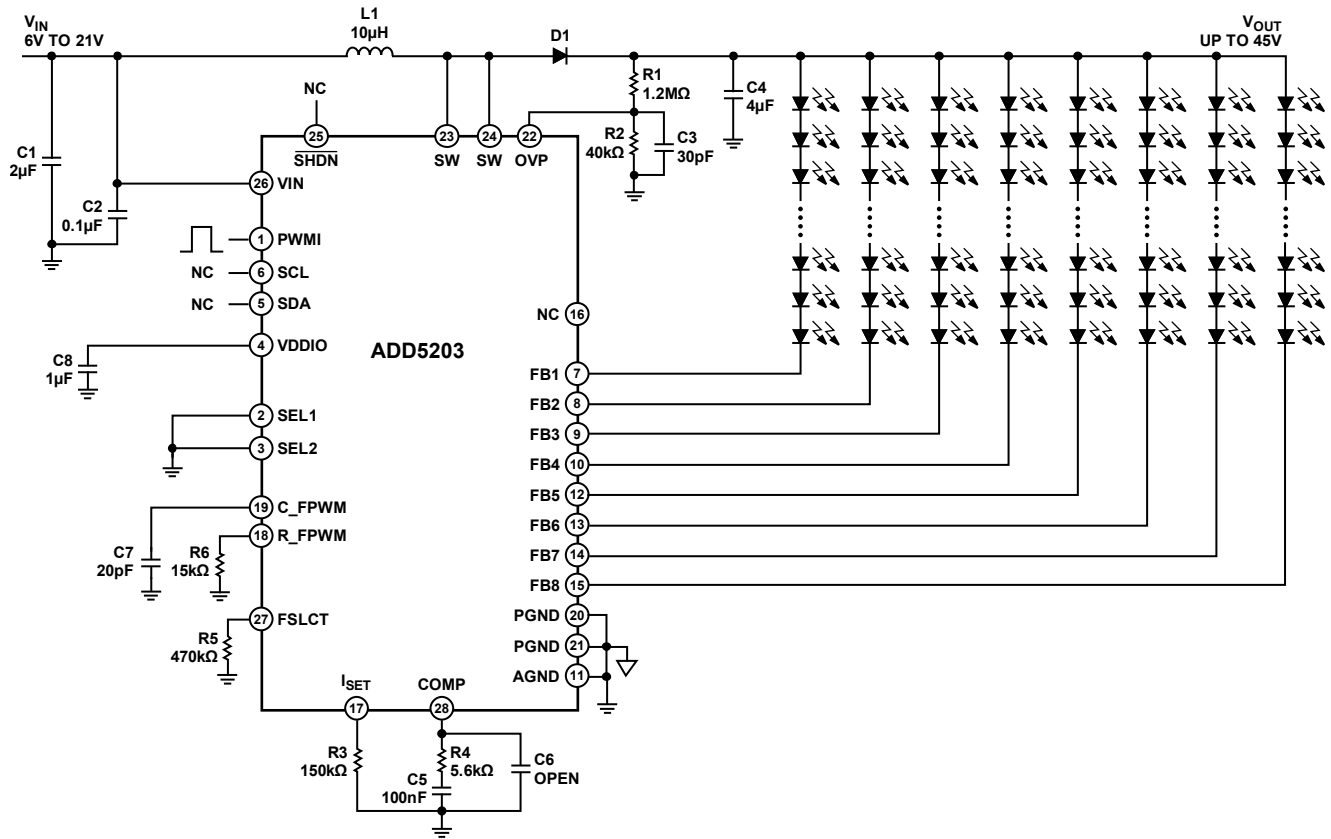 V_IN
6V TO 21V
L1
10µH
D1
V_OUT
UP TO 45V
R1
1.2MΩ
C4
4µF
NC
25
SHDN
23
SW
24
SW
22
OVP
R2
40kΩ
C3
30pF
C1
2µF
C2
0.1µF
26 VIN
1 PWMI
NC 6 SCL
NC 5 SDA
4 VDDIO
C8
1µF
2 SEL1
3 SEL2
19 C_FPWM
18 R_FPWM
C7
20pF
R6
15kΩ
27 FSLCT
R5
470kΩ
ADD5203
NC 16
FB1 7
FB2 8
FB3 9
FB4 10
FB5 12
FB6 13
FB7 14
FB8 15
PGND 20
PGND 21
AGND 11
I_SET
17
COMP
28
R3
150kΩ
R4
5.6kΩ
C5
100nF
C6
OPEN